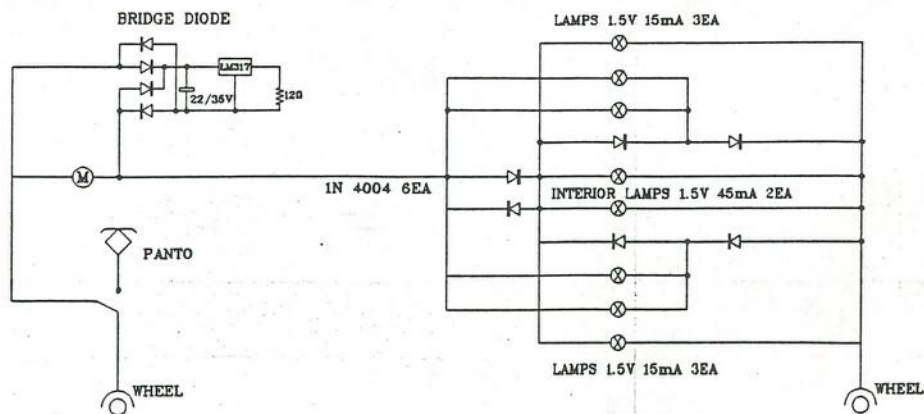 BRIDGE DIODE
LAMPS 1.5V 15mA 3EA
LM317
22/35V
12Ω
M
1N 4004 6EA
INTERIOR LAMPS 1.5V 45mA 2EA
PANTO
LAMPS 1.5V 15mA 3EA
WHEEL
WHEEL